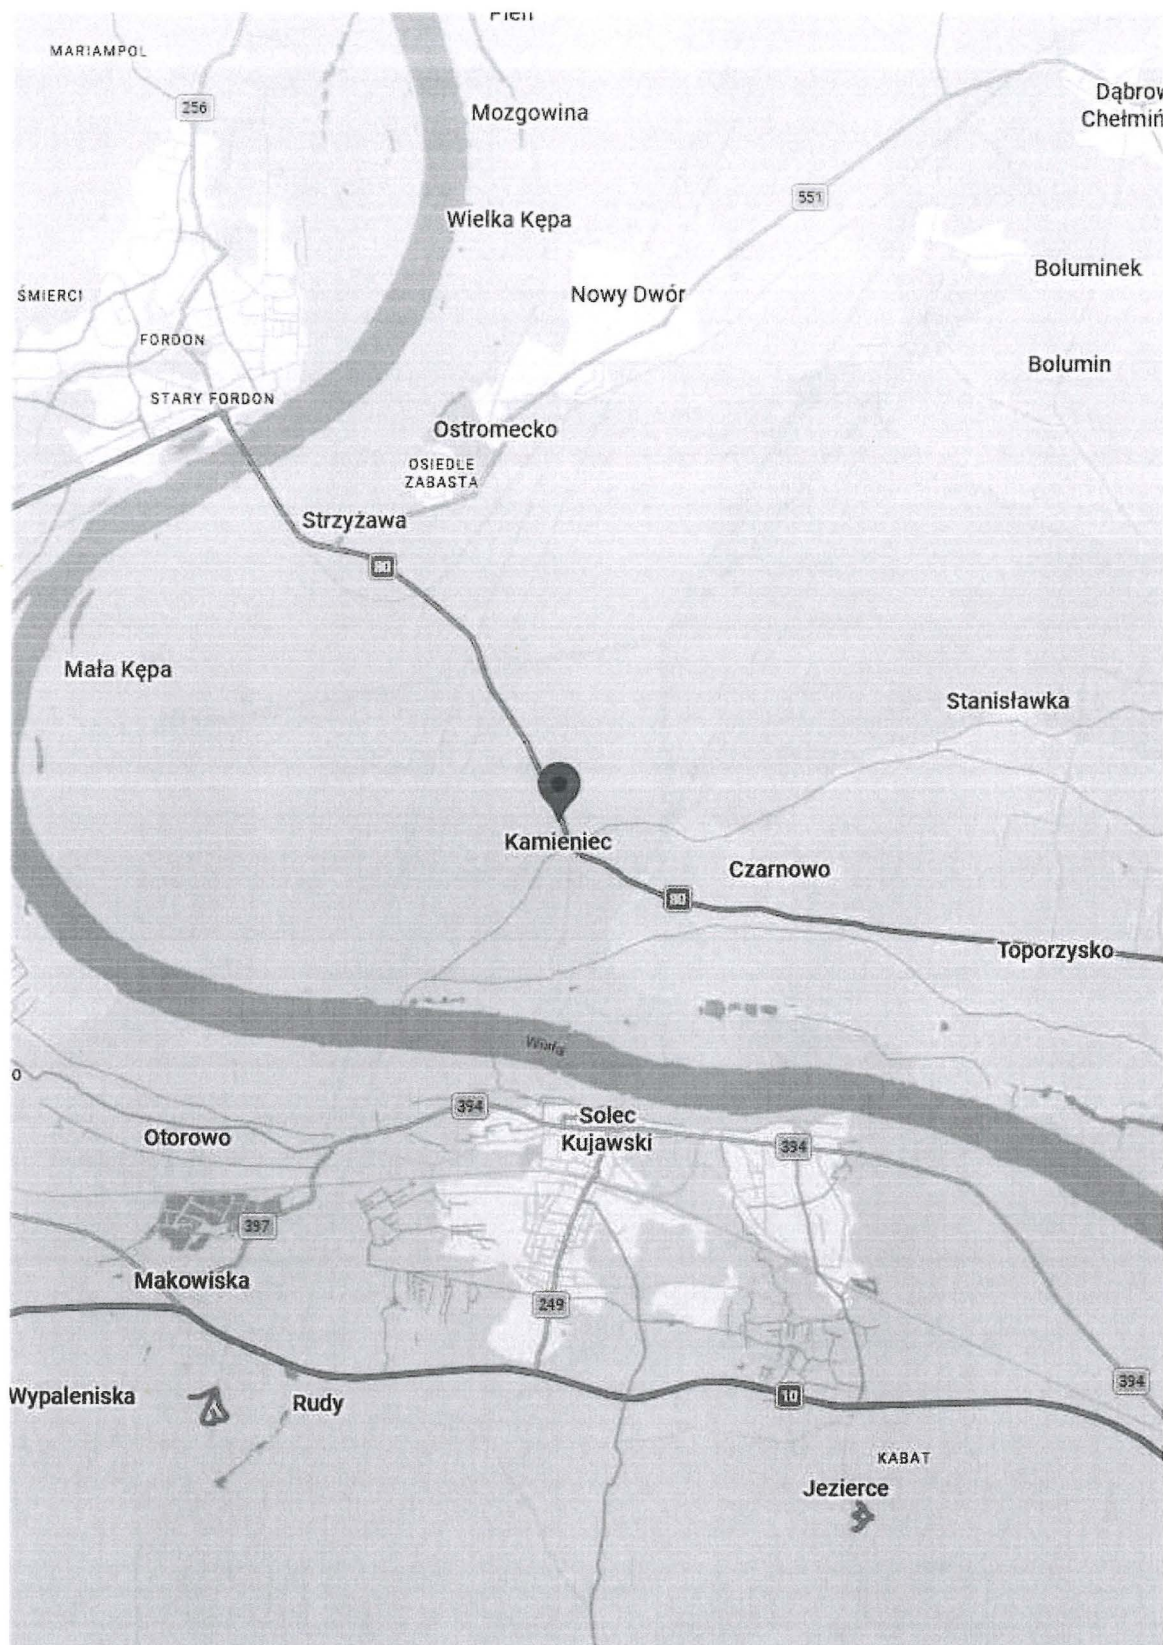 Pień
MARIAMPOL
256
Mozgowina
Dąbrow
Chełmiń
551
Wielka Kępa
Boluminek
Nowy Dwór
ŚMIERCI
FORDON
Bolumin
STARY FORDON
Ostromecko
OSIEDLE
ZABASTA
Strzyżawa
80
Mała Kępa
Stanisławka
Kamieniec
Czarnowo
80
Toporzysko
Wisła
o
394
Solec
Kujawski
Otorowo
394
397
Makowiska
249
394
10
Wypaleniska
Rudy
KABAT
Jezierce